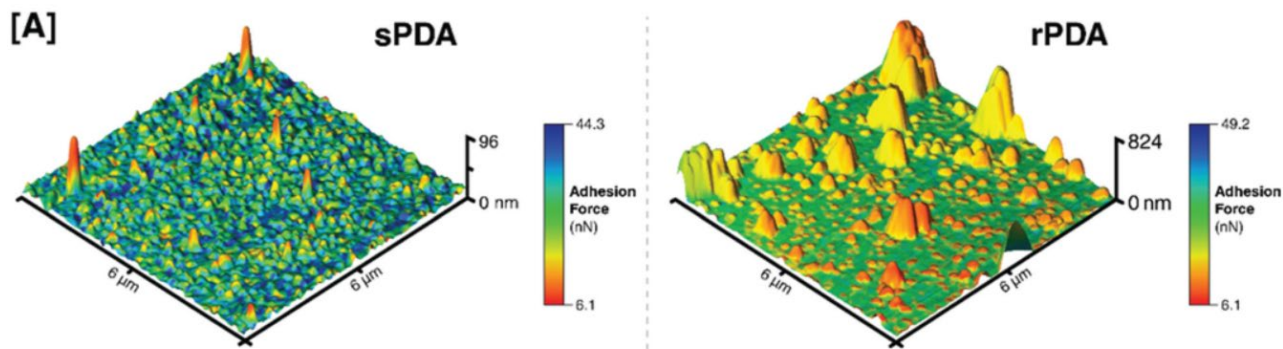 [A]
sPDA
44.3
96
Adhesion
Force
(nN)
0 nm
6.1
6 µm
6 µm
rPDA
49.2
824
Adhesion
Force
(nN)
0 nm
6.1
6 µm
6 µm